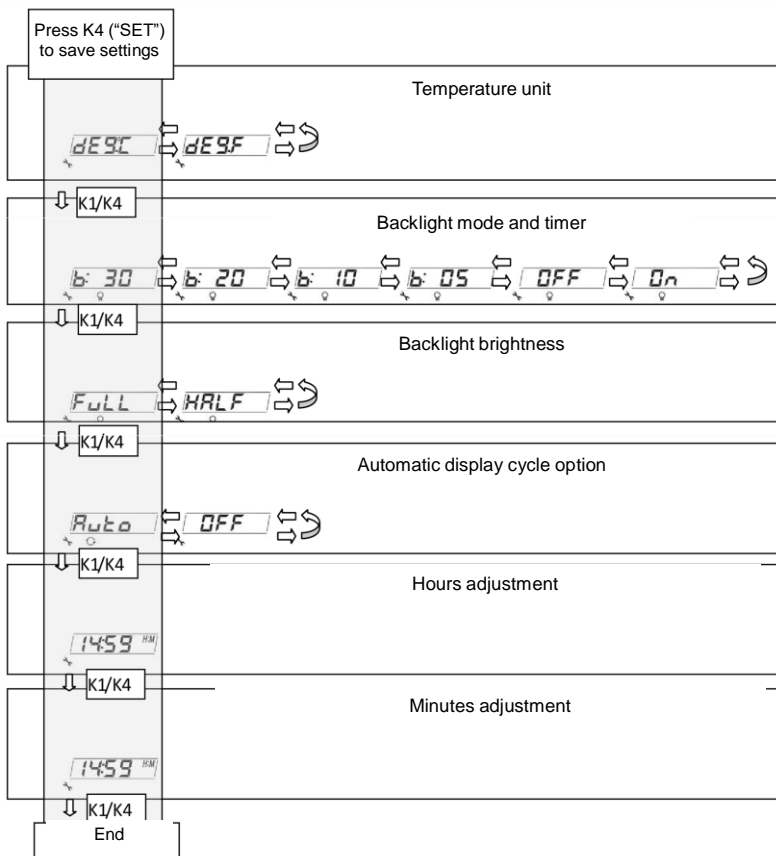 Press K4 (“SET”)
to save settings
Temperature unit
dEG:C dEG.F
K1/K4
Backlight mode and timer
b: 30 b: 20 b: 10 b: 05 OFF On
K1/K4
Backlight brightness
FuLL HALF
K1/K4
Automatic display cycle option
Auto OFF
K1/K4
Hours adjustment
14:59 H:M
K1/K4
Minutes adjustment
14:59 H:M
K1/K4
End